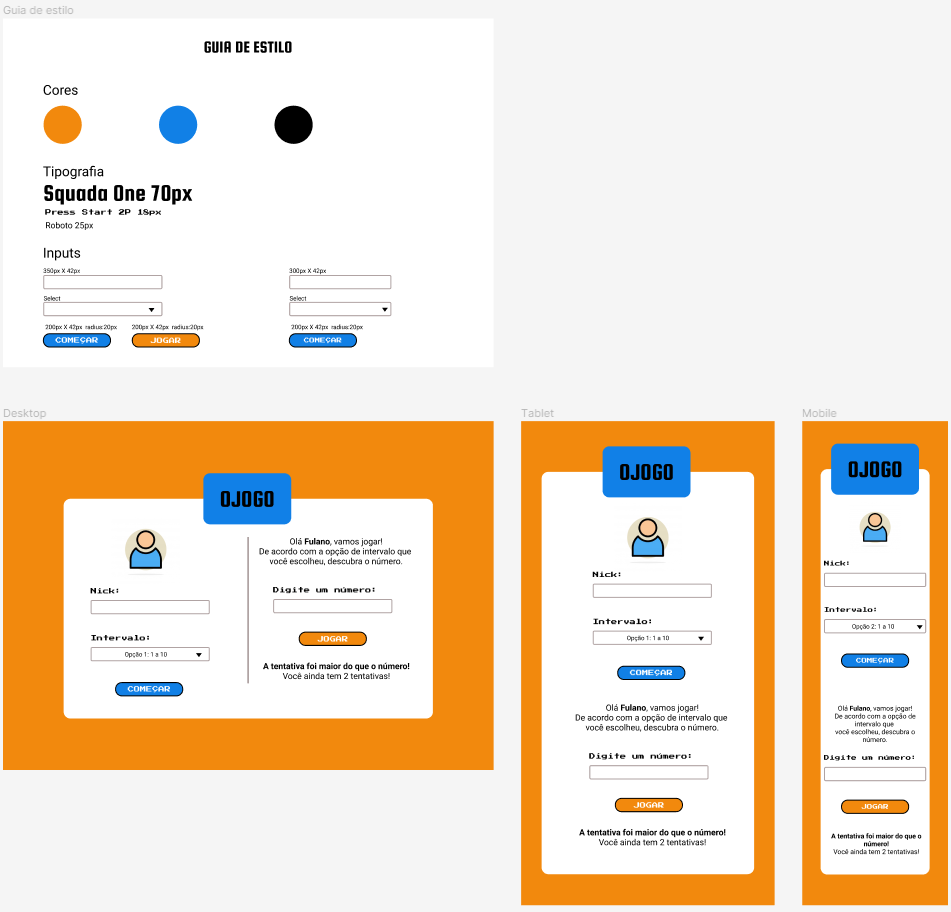 Guia de estilo
GUIA DE ESTILO
Cores
Tipografia
Squada One 70px
Press Start 2P 18px
Roboto 25px
Inputs
350px X 42px
300px X 42px
Select
Select
200px X 42px radius:20px
200px X 42px radius:20px
200px X 42px radius:20px
COMEÇAR
JOGAR
COMEÇAR
Desktop
OJOGO
Nick:
Intervalo:
Opção 1: 1 a 10
COMEÇAR
Olá Fulano, vamos jogar!
De acordo com a opção de intervalo que
você escolheu, descubra o número.
Digite um número:
JOGAR
A tentativa foi maior do que o número!
Você ainda tem 2 tentativas!
Tablet
OJOGO
Nick:
Intervalo:
Opção 1: 1 a 10
COMEÇAR
Olá Fulano, vamos jogar!
De acordo com a opção de intervalo que
você escolheu, descubra o número.
Digite um número:
JOGAR
A tentativa foi maior do que o número!
Você ainda tem 2 tentativas!
Mobile
OJOGO
Nick:
Intervalo:
Opção 2: 1 a 10
COMEÇAR
Olá Fulano, vamos jogar!
De acordo com a opção de
intervalo que
você escolheu, descubra o
número.
Digite um número:
JOGAR
A tentativa foi maior do que o
número!
Você ainda tem 2 tentativas!